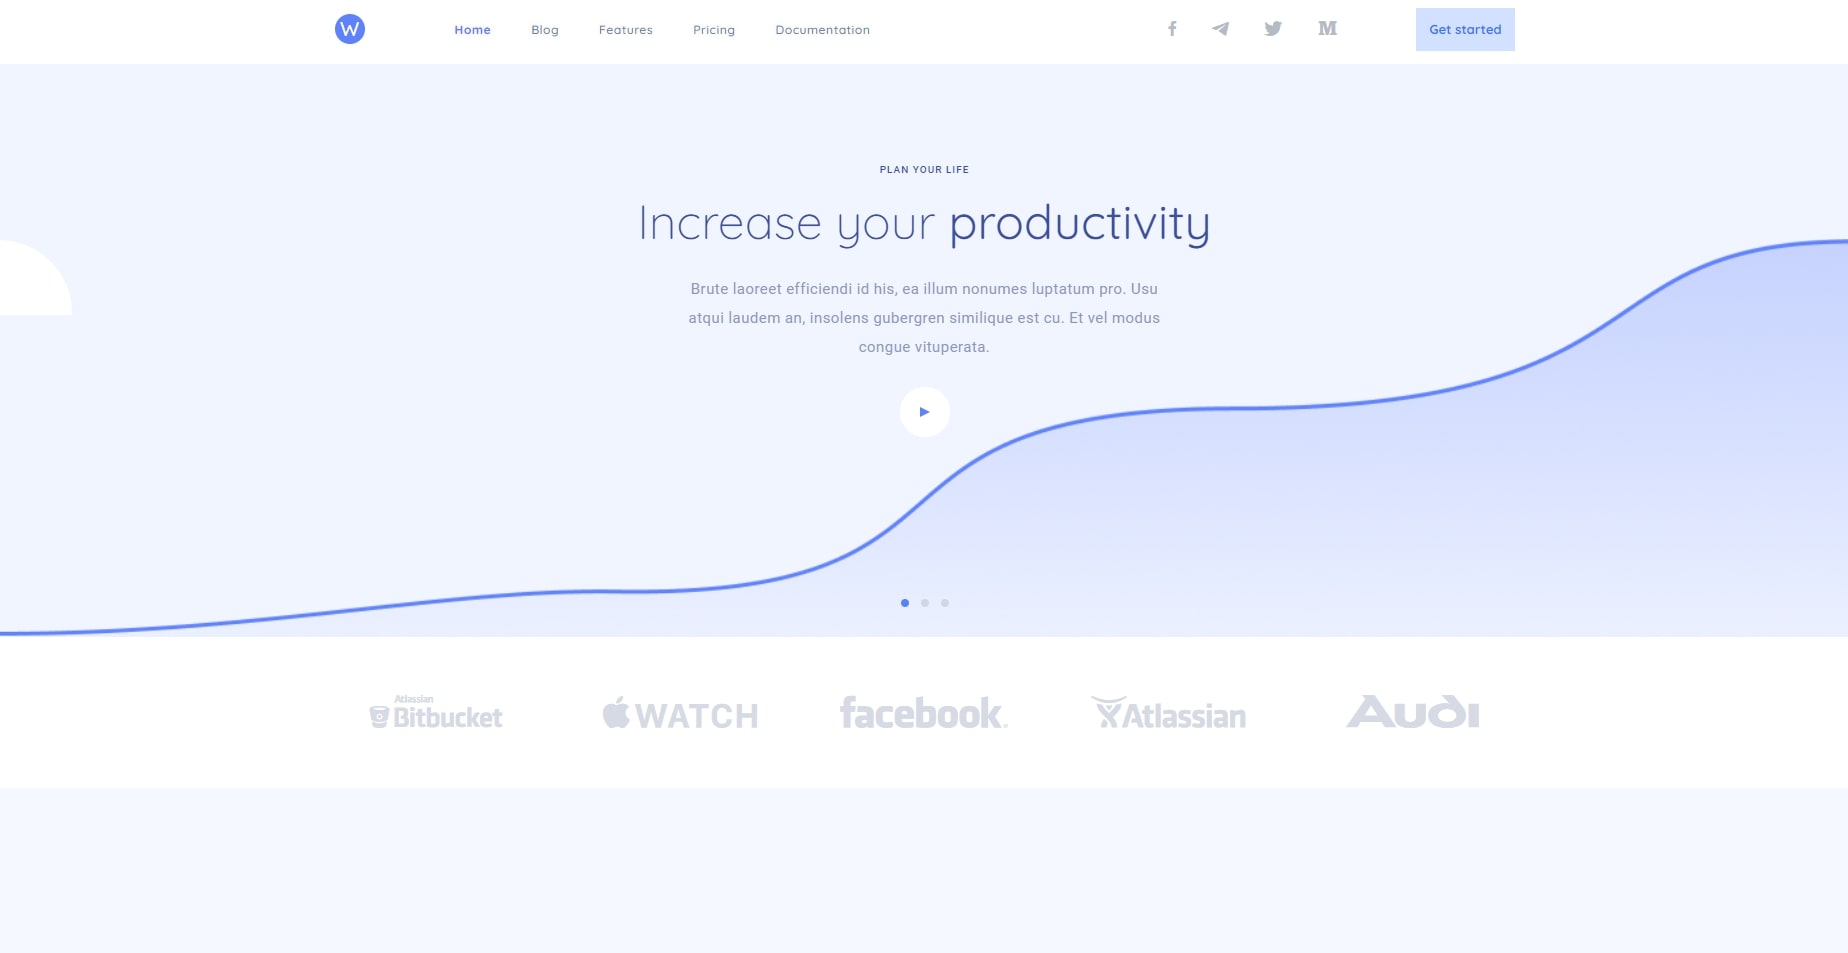 W
Home Blog Features Pricing Documentation Get started
PLAN YOUR LIFE
Increase your productivity
Brute laoreet efficiendi id his, ea illum nonumes luptatum pro. Usu
atqui laudem an, insolens gubergren similique est cu. Et vel modus
congue vituperata.
Atlassian
Bitbucket WATCH facebook Atlassian Audi